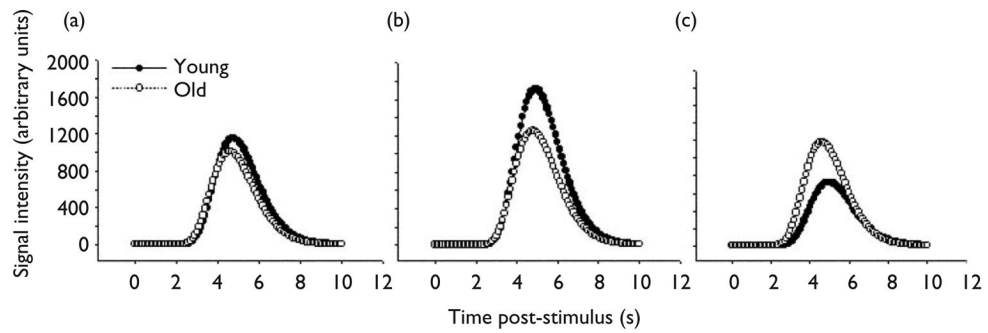 (a) (b) (c)
Signal intensity (arbitrary units)
2000
1600
1200
800
400
0
Young
Old
0 2 4 6 8 10 12
0 2 4 6 8 10 12
0 2 4 6 8 10 12
Time post-stimulus (s)